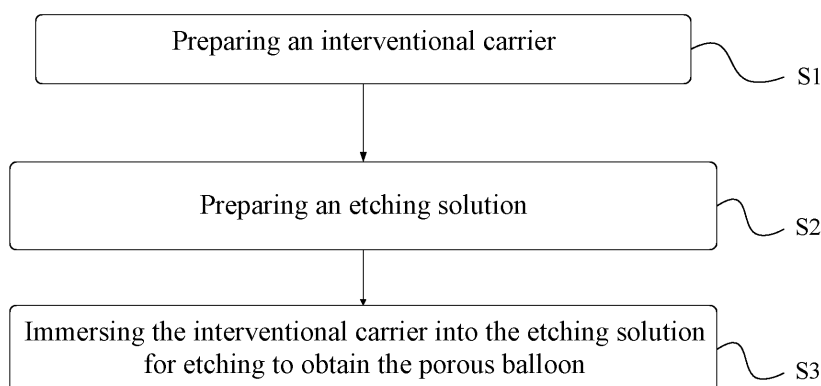 Preparing an interventional carrier
S1
Preparing an etching solution
S2
Immersing the interventional carrier into the etching solution
for etching to obtain the porous balloon
S3